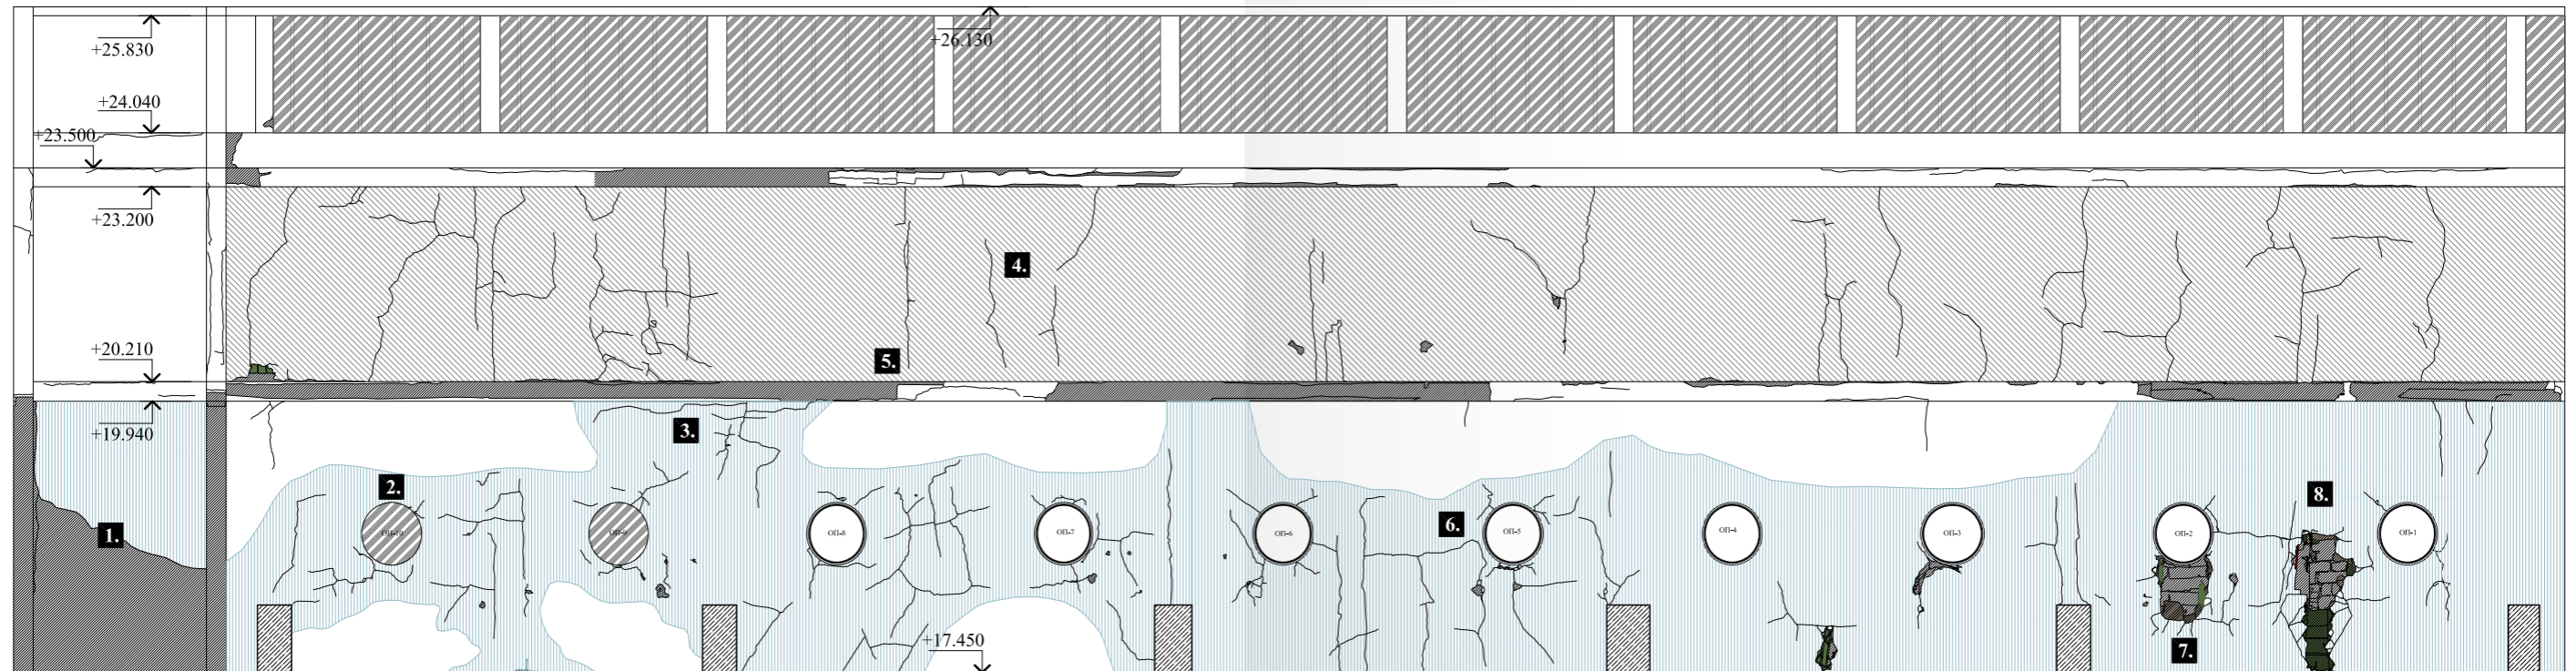 +25.830
+26.130
+24.040
+23.500
+23.200
4.
+20.210
5.
+19.940
3.
2.
8.
1.
6.
ОП-10
ОП-9
ОП-8
ОП-7
ОП-6
ОП-5
ОП-4
ОП-3
ОП-2
ОП-1
+17.450
7.